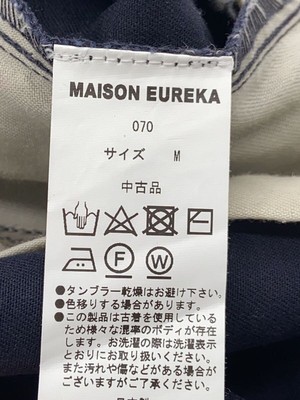 MAISON EUREKA
070
サイズ M
中古品
F W
●タンブラー乾燥はお避け下さい。
●色移りする場合があります。
●この製品は古着を使用している
ため様々な混率のボディが存在
します。お洗濯の際は洗濯表示
とおりにお取り扱い下さい。
また汚れや傷などがある場合が
ございますがご了承下さい。
日本製